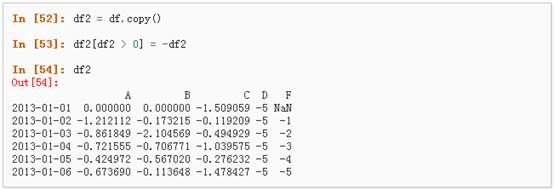 In [52]: df2 = df.copy()
In [53]: df2[df2 > 0] = -df2
In [54]: df2
Out[54]:
A B C D F
2013-01-01 0.000000 0.000000 -1.509059 -5 NaN
2013-01-02 -1.212112 -0.173215 -0.119209 -5 -1
2013-01-03 -0.861849 -2.104569 -0.494929 -5 -2
2013-01-04 -0.721555 -0.706771 -1.039575 -5 -3
2013-01-05 -0.424972 -0.567020 -0.276232 -5 -4
2013-01-06 -0.673690 -0.113648 -1.478427 -5 -5